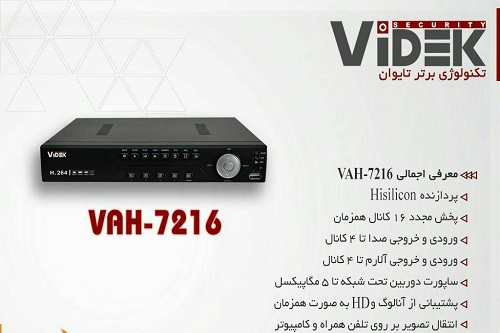 SECURITY
ViDEK
تکنولوژی برتر تایوان
ViDEK
H.264
VAH-7216
معرفی اجمالی VAH-7216
پردازنده Hisilicon
پخش مجدد ۱۶ کانال همزمان
ورودی و خروجی صدا تا ۴ کانال
ورودی و خروجی آلارم تا ۴ کانال
ساپورت دوربین تحت شبکه تا ۵ مگاپیکسل
پشتیبانی از آنالوگ و HD به صورت همزمان
انتقال تصویر بر روی تلفن همراه و کامپیوتر